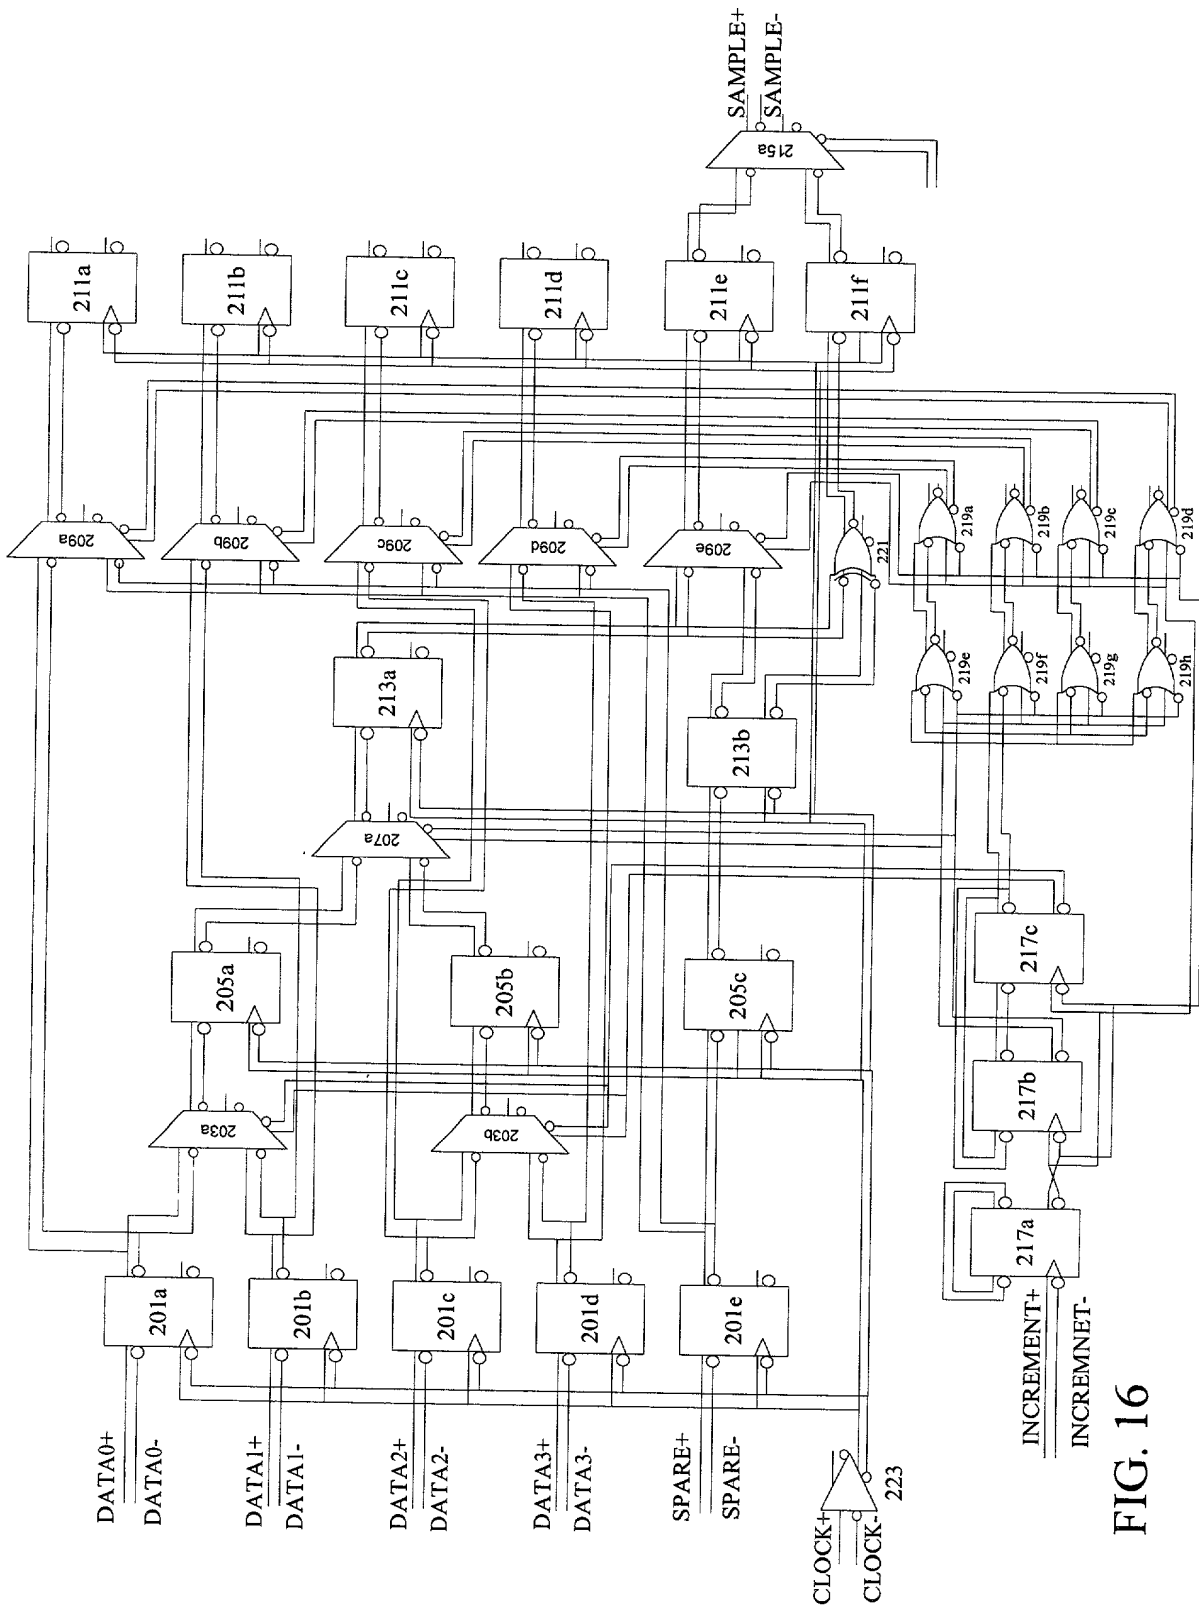 SAMPLE+
SAMPLE-
215a
211a
211b
211c
211d
211e
211f
209a
209b
209c
209d
209e
221
219a
219b
219c
219d
219e
219f
219g
219h
213a
213b
207a
205a
205b
205c
217c
203a
203b
217b
201a
201b
201c
201d
201e
217a
DATA0+
DATA0-
DATA1+
DATA1-
DATA2+
DATA2-
DATA3+
DATA3-
SPARE+
SPARE-
INCREMENT+
INCREMNET-
223
CLOCK+
CLOCK-
FIG. 16